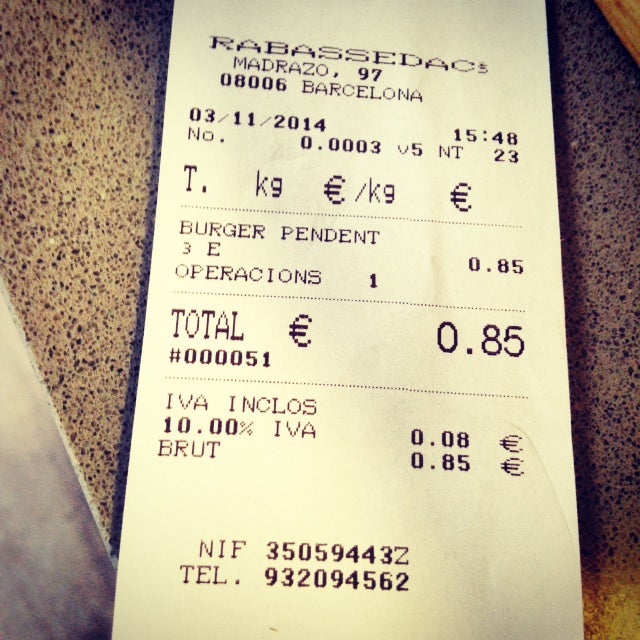 RABASSEDACs
MADRAZO, 97
08006 BARCELONA
03/11/2014 15:48
No. 0.0003 v5 NT 23
T. kg €/kg €
BURGER PENDENT
3 E 0.85
OPERACIONS 1
TOTAL € 0.85
#000051
IVA INCLOS
10.00% IVA 0.08 €
BRUT 0.85 €
NIF 35059443Z
TEL. 932094562